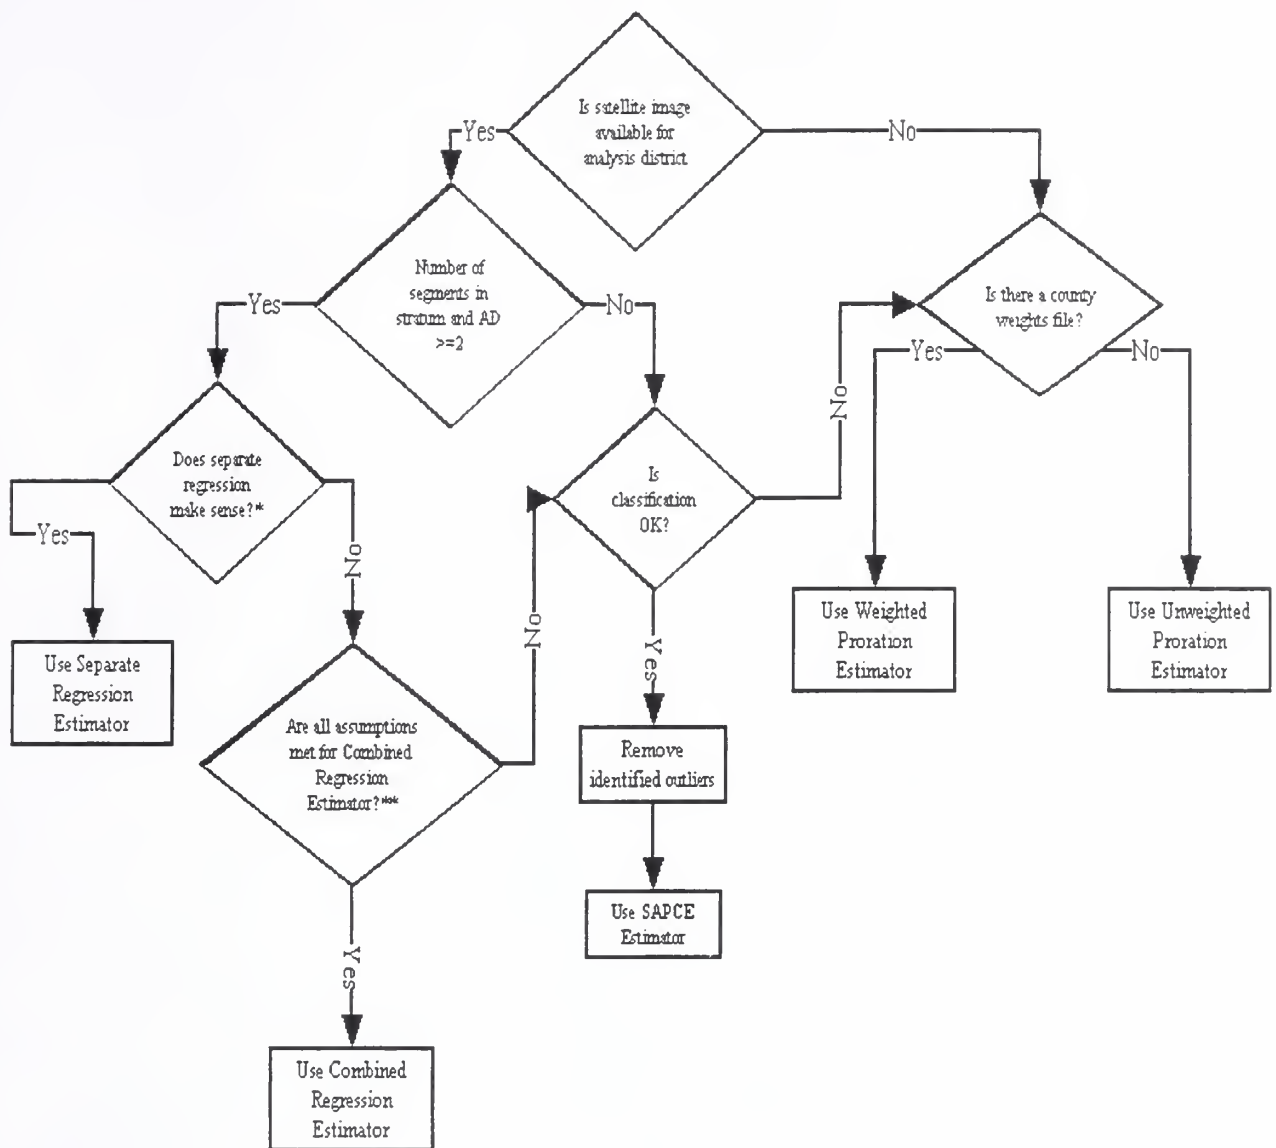 Is satellite image
available for
analysis district
Yes
No
Number of
segments in
stratum and AD
>=2
Is there a county
weights file?
Yes
No
Yes
No
Does separate
regression
make sense?*
No
Is
classification
OK?
Yes
No
No
Use Weighted
Proration
Estimator
Use Unweighted
Proration
Estimator
Use Separate
Regression
Estimator
Yes
Are all assumptions
met for Combined
Regression
Estimator?**
Remove
identified outliers
Use SAPCE
Estimator
Yes
Use Combined
Regression
Estimator